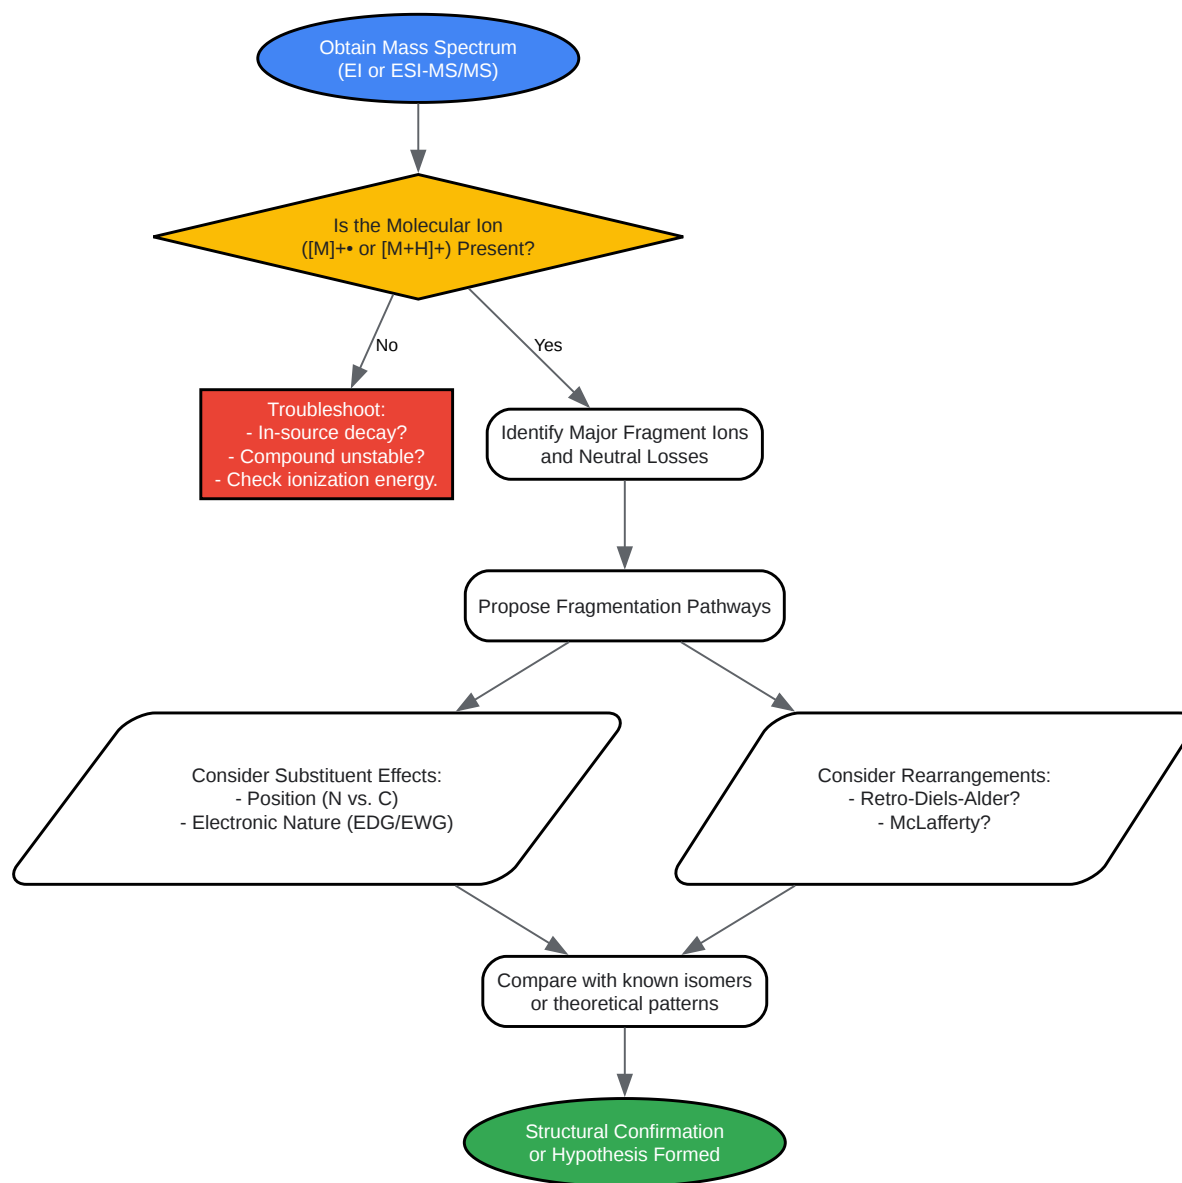 Obtain Mass Spectrum
(EI or ESI-MS/MS)
Is the Molecular Ion
([M]+• or [M+H]+) Present?
No
Yes
Troubleshoot:
- In-source decay?
- Compound unstable?
- Check ionization energy.
Identify Major Fragment Ions
and Neutral Losses
Propose Fragmentation Pathways
Consider Substituent Effects:
- Position (N vs. C)
- Electronic Nature (EDG/EWG)
Consider Rearrangements:
- Retro-Diels-Alder?
- McLafferty?
Compare with known isomers
or theoretical patterns
Structural Confirmation
or Hypothesis Formed